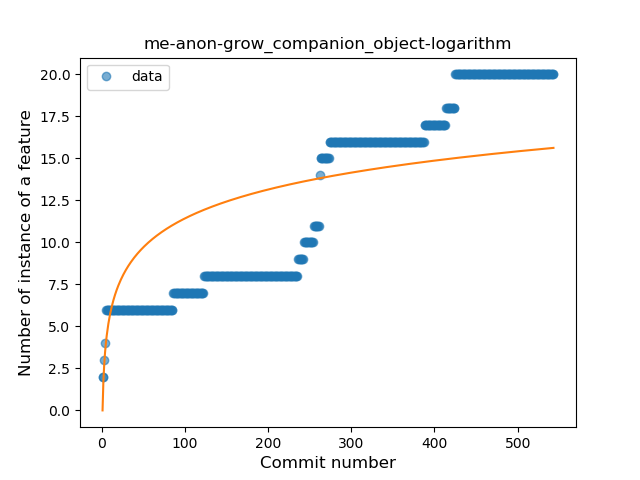 me-anon-grow_companion_object-logarithm
data
Number of instance of a feature
20.0
17.5
15.0
12.5
10.0
7.5
5.0
2.5
0.0
0 100 200 300 400 500
Commit number